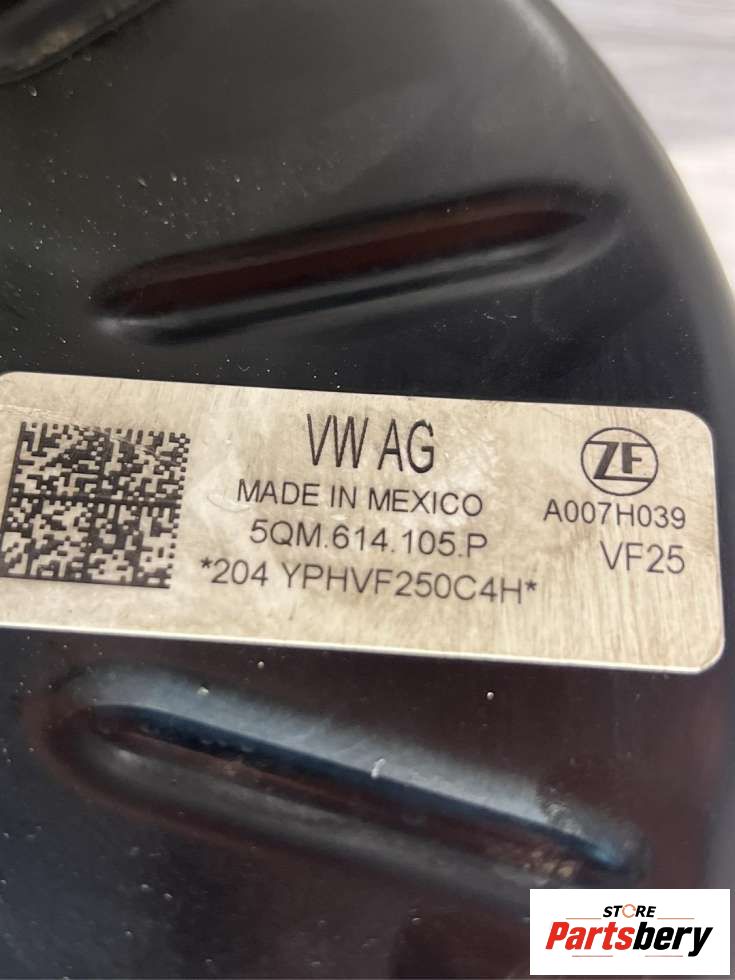 VW AG
MADE IN MEXICO
5QM.614.105.P
*204 YPHVF250C4H*
ZF
A007H039
VF25
STORE
Partsbery